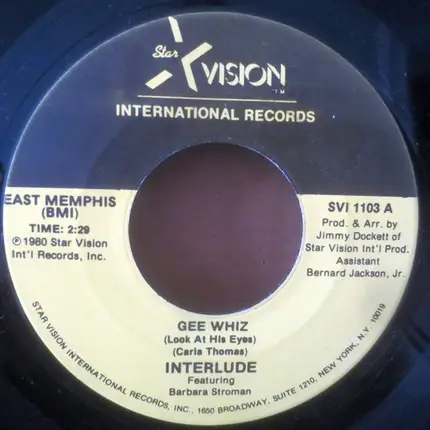 Star
VISION
™
INTERNATIONAL RECORDS
EAST MEMPHIS
(BMI)
TIME: 2:29
℗ 1980 Star Vision
Int'l Records, Inc.
SVI 1103 A
Prod. & Arr. by
Jimmy Dockett of
Star Vision Int'l Prod.
Assistant
Bernard Jackson, Jr.
GEE WHIZ
(Look At His Eyes)
(Carla Thomas)
INTERLUDE
Featuring
Barbara Stroman
STAR VISION INTERNATIONAL RECORDS, INC., 1650 BROADWAY, SUITE 1210, NEW YORK, N.Y. 10019